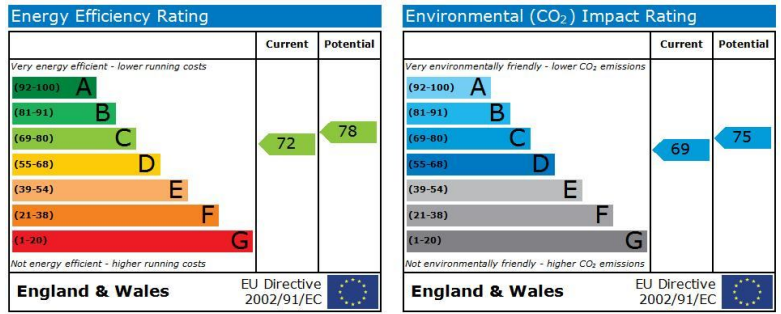 Energy Efficiency Rating
Current Potential
Very energy efficient - lower running costs
(92-100) A
(81-91) B
(69-80) C
(55-68) D
(39-54) E
(21-38) F
(1-20) G
72
78
Not energy efficient - higher running costs
England & Wales
EU Directive
2002/91/EC
Environmental (CO₂) Impact Rating
Current Potential
Very environmentally friendly - lower CO₂ emissions
(92-100) A
(81-91) B
(69-80) C
(55-68) D
(39-54) E
(21-38) F
(1-20) G
69
75
Not environmentally friendly - higher CO₂ emissions
England & Wales
EU Directive
2002/91/EC